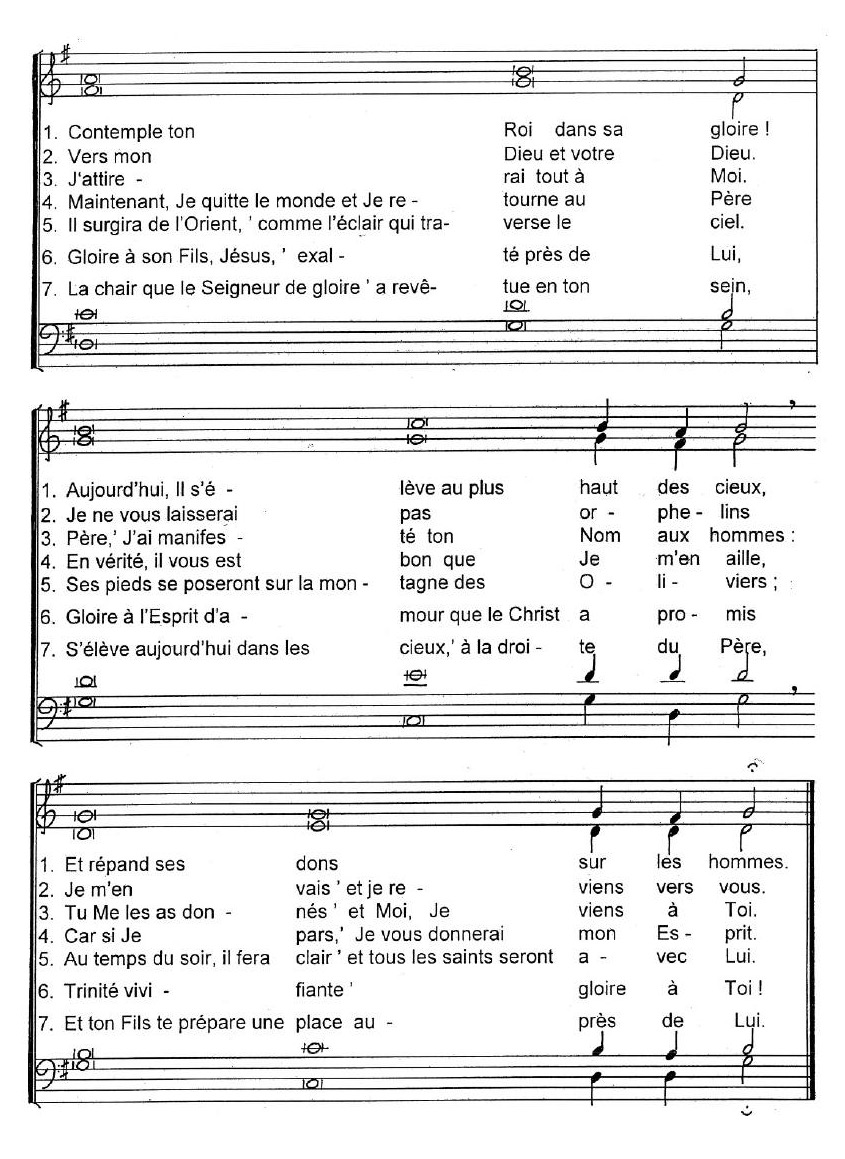 1. Contemple ton Roi dans sa gloire !
2. Vers mon Dieu et votre Dieu.
3. J'attire - rai tout à Moi.
4. Maintenant, Je quitte le monde et Je re - tourne au Père
5. Il surgira de l'Orient, ' comme l'éclair qui tra- verse le ciel.
6. Gloire à son Fils, Jésus, ' exal - té près de Lui,
7. La chair que le Seigneur de gloire ' a revê- tue en ton sein,
1. Aujourd'hui, Il s'é - lève au plus haut des cieux,
2. Je ne vous laisserai pas or - phe - lins
3. Père,' J'ai manifes - té ton Nom aux hommes :
4. En vérité, il vous est bon que Je m'en aille,
5. Ses pieds se poseront sur la mon - tagne des O - li - viers ;
6. Gloire à l'Esprit d'a - mour que le Christ a pro - mis
7. S'élève aujourd'hui dans les cieux,' à la droi - te du Père,
1. Et répand ses dons sur les hommes.
2. Je m'en vais ' et je re - viens vers vous.
3. Tu Me les as don - nés ' et Moi, Je viens à Toi.
4. Car si Je pars,' Je vous donnerai mon Es - prit.
5. Au temps du soir, il fera clair ' et tous les saints seront a - vec Lui.
6. Trinité vivi - fiante ' gloire à Toi !
7. Et ton Fils te prépare une place au - près de Lui.